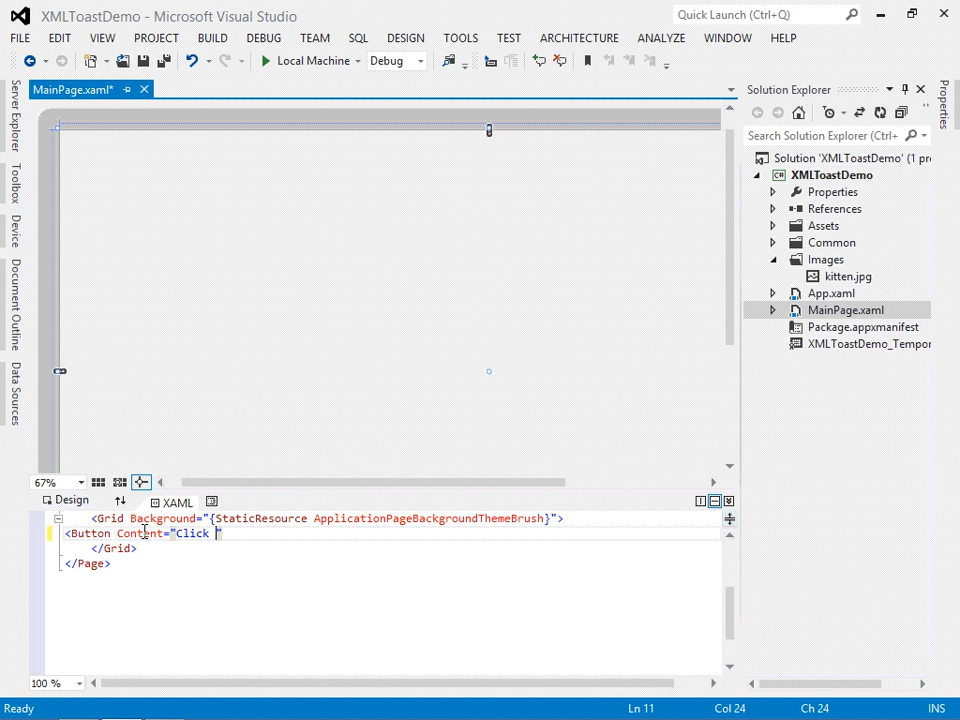 XMLToastDemo - Microsoft Visual Studio
Quick Launch (Ctrl+Q)
FILE EDIT VIEW PROJECT BUILD DEBUG TEAM SQL DESIGN TOOLS TEST ARCHITECTURE ANALYZE WINDOW HELP
Local Machine Debug
MainPage.xaml*
Solution Explorer
Search Solution Explorer (Ctrl+
Solution 'XMLToastDemo' (1 pr
C# XMLToastDemo
Properties
References
Assets
Common
Images
kitten.jpg
App.xaml
MainPage.xaml
Package.appxmanifest
XMLToastDemo_Tempor
Server Explorer
Toolbox
Device
Document Outline
Data Sources
Properties
67%
Design XAML
<Grid Background="{StaticResource ApplicationPageBackgroundThemeBrush}">
<Button Content="Click "
</Grid>
</Page>
100 %
Ready Ln 11 Col 24 Ch 24 INS